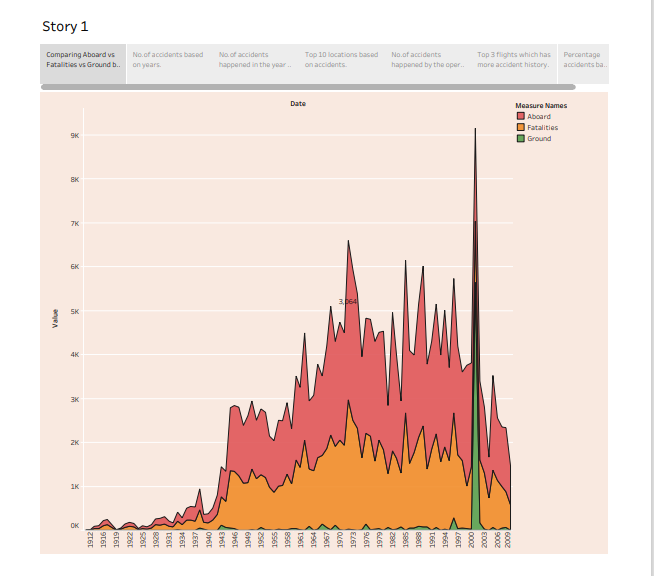 Story 1
Comparing Aboard vs
Fatalities vs Ground b..
No.of accidents based
on years.
No.of accidents
happened in the year ..
Top 10 locations based
on accidents.
No.of accidents
happened by the oper..
Top 3 flights which has
more accident history.
Percentage
accidents ba..
Date
Measure Names
Aboard
Fatalities
Ground
9K
8K
7K
6K
5K
4K
3K
2K
1K
0K
Value
3,064
1912
1916
1919
1922
1925
1928
1931
1934
1937
1940
1943
1946
1949
1952
1955
1958
1961
1964
1967
1970
1973
1976
1979
1982
1985
1988
1991
1994
1997
2000
2003
2006
2009